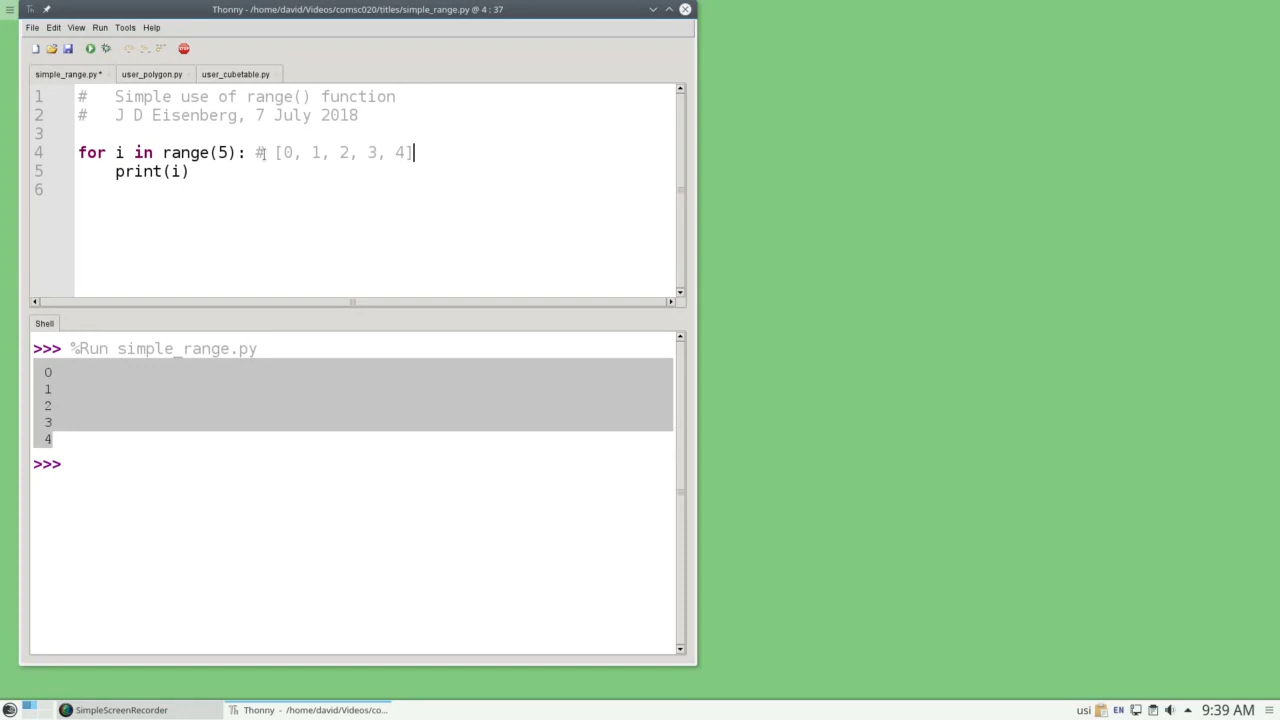 Thonny - /home/david/Videos/comsc020/titles/simple_range.py @ 4 : 37
File Edit View Run Tools Help
STOP
simple_range.py * user_polygon.py user_cubetable.py
1 # Simple use of range() function
2 # J D Eisenberg, 7 July 2018
3
4 for i in range(5): # [0, 1, 2, 3, 4]
5 print(i)
6
Shell
>>> %Run simple_range.py
0
1
2
3
4
>>>
SimpleScreenRecorder Thonny - /home/david/Videos/co... usi EN 9:39 AM